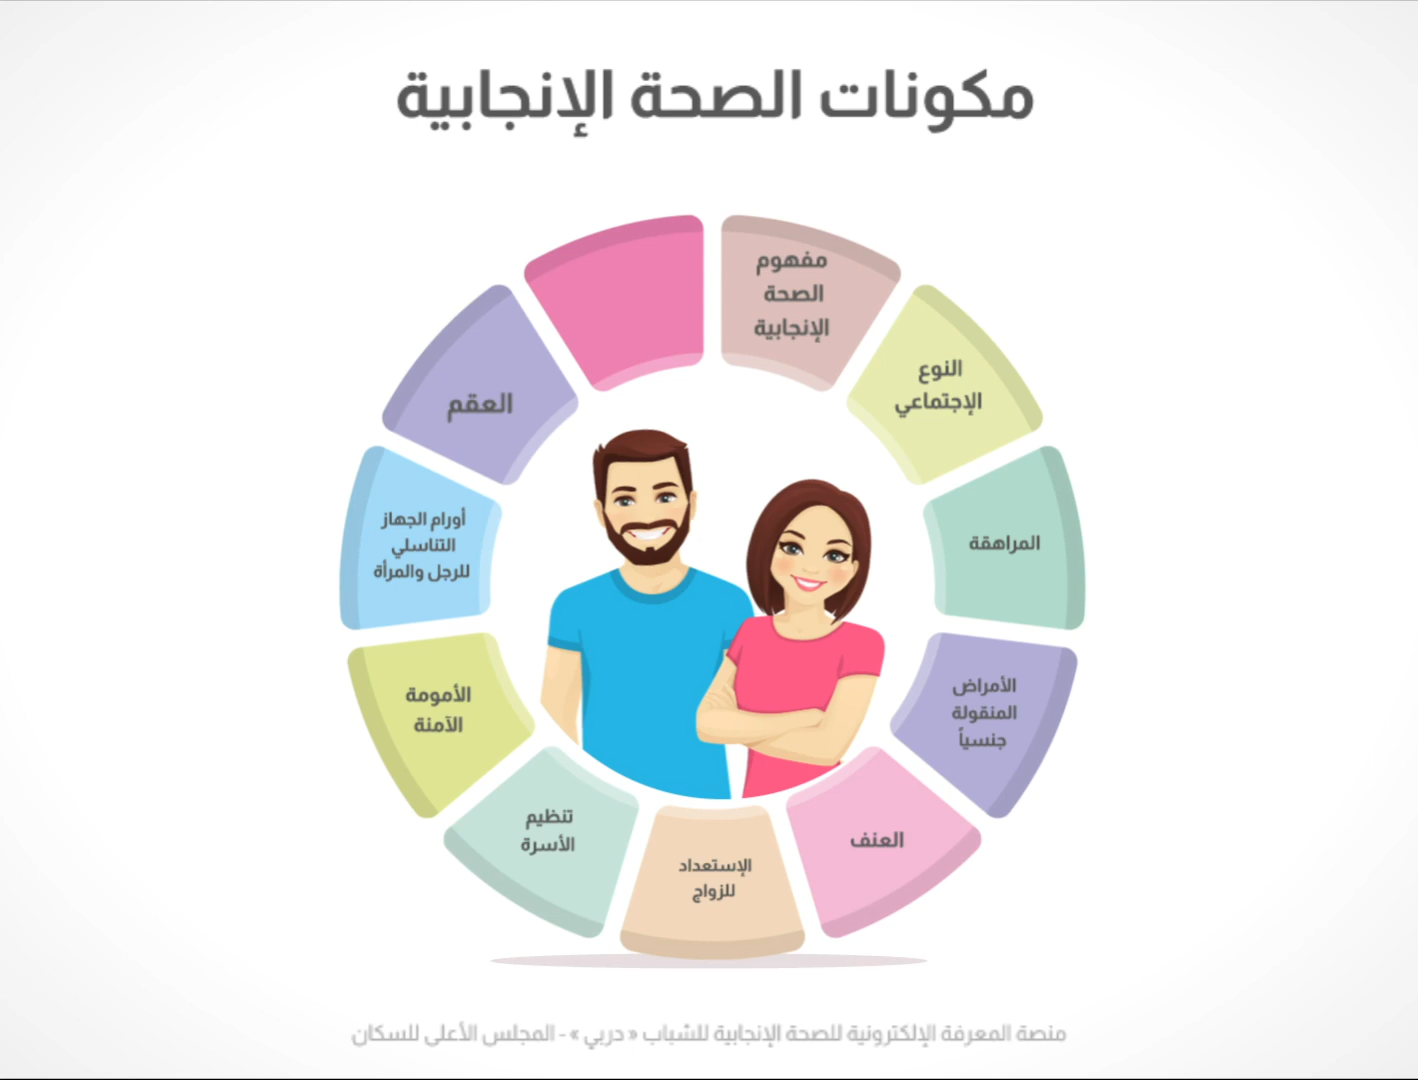 مكونات الصحة الإنجابية
مفهوم
الصحة
الإنجابية
النوع
الإجتماعي
المراهقة
الأمراض
المنقولة
جنسياً
العنف
الإستعداد
للزواج
تنظيم
الأسرة
الأمومة
الآمنة
أورام الجهاز
التناسلي
للرجل والمرأة
العقم
منصة المعرفة الإلكترونية للصحة الإنجابية للشباب « دربي » - المجلس الأعلى للسكان